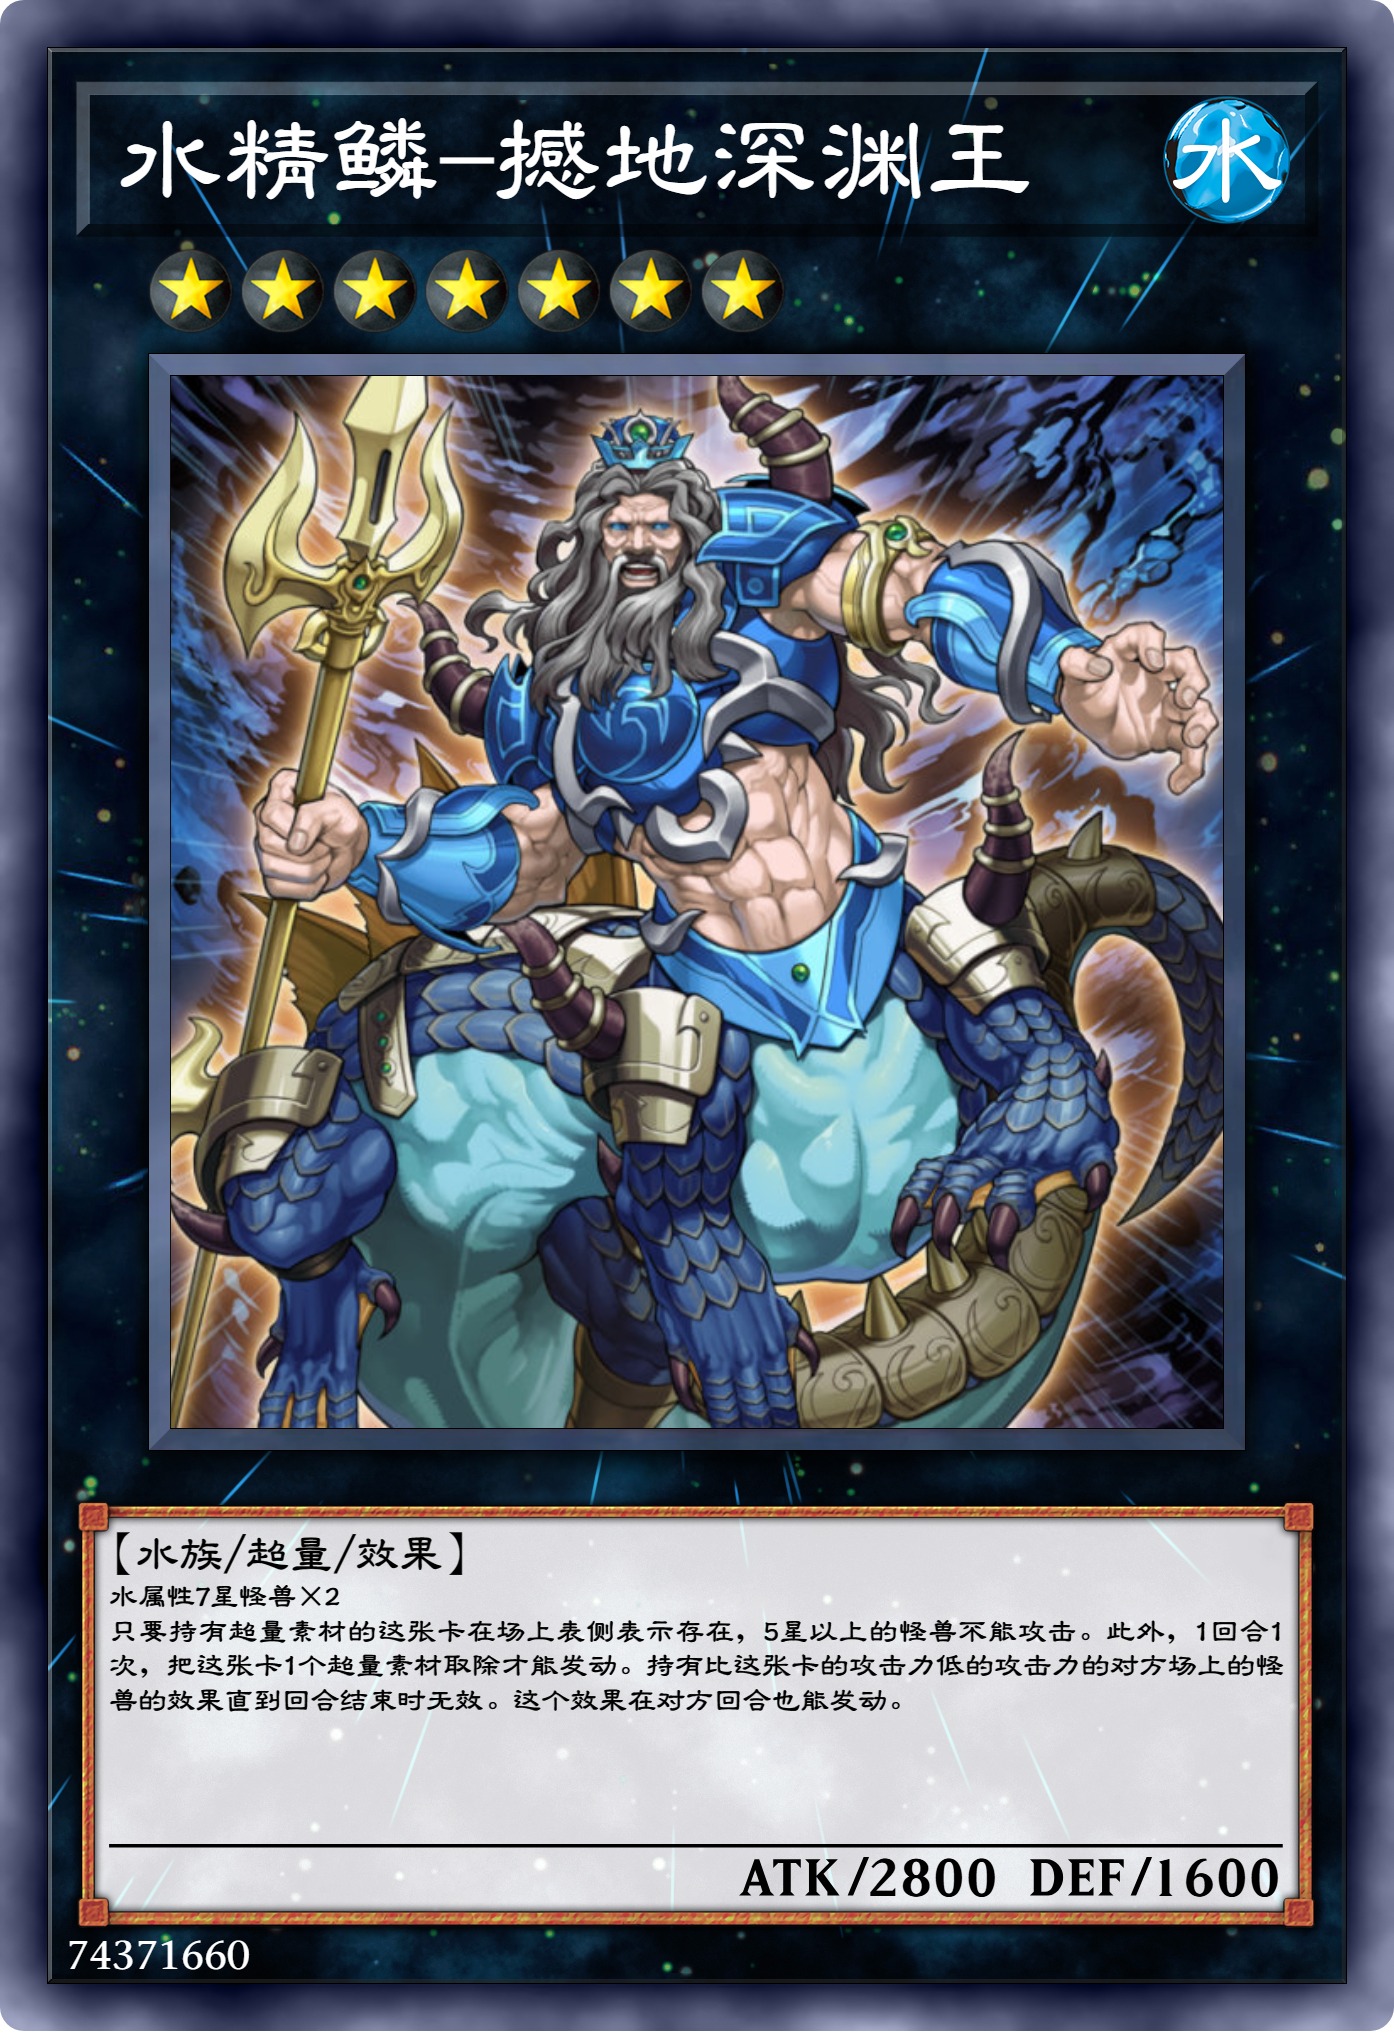 水精鳞-撼地深渊王
水
【水族/超量/效果】
水属性7星怪兽×2
只要持有超量素材的这张卡在场上表侧表示存在，5星以上的怪兽不能攻击。此外，1回合1
次，把这张卡1个超量素材取除才能发动。持有比这张卡的攻击力低的攻击力的对方场上的怪
兽的效果直到回合结束时无效。这个效果在对方回合也能发动。
ATK/2800 DEF/1600
74371660